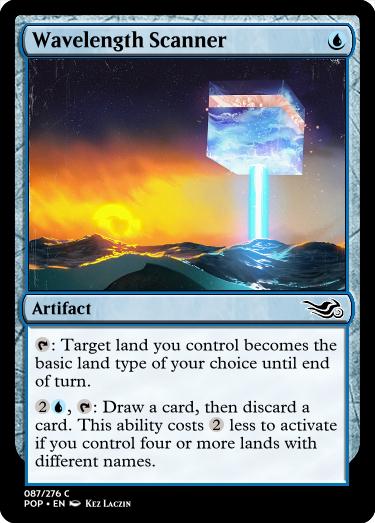 Wavelength Scanner
Artifact
: Target land you control becomes the
basic land type of your choice until end
of turn.
2 , : Draw a card, then discard a
card. This ability costs 2 less to activate
if you control four or more lands with
different names.
087/276 C
POP • EN Kez Laczin